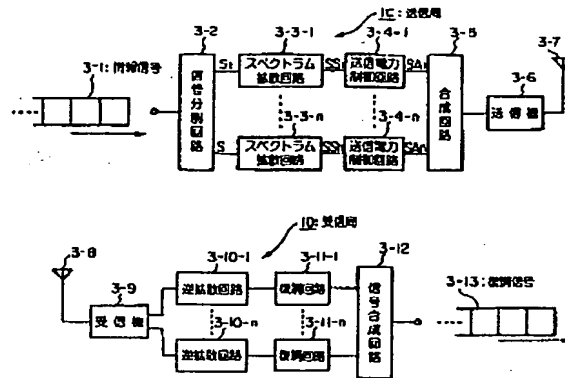 1C: 送信局
3-1: 情報信号
3-2
信号分割回路
S1
3-3-1
スペクトラム
拡散回路
SS1
3-4-1
送信電力
制御回路
SA1
3-5
合成回路
3-6
送信機
3-7
S
3-3-n
スペクトラム
拡散回路
SSn
3-4-n
送信電力
制御回路
SAn
1D: 受信局
3-8
3-9
受信機
3-10-1
逆拡散回路
3-11-1
復調回路
3-12
信号合成回路
3-13: 復調信号
3-10-n
逆拡散回路
3-11-n
復調回路